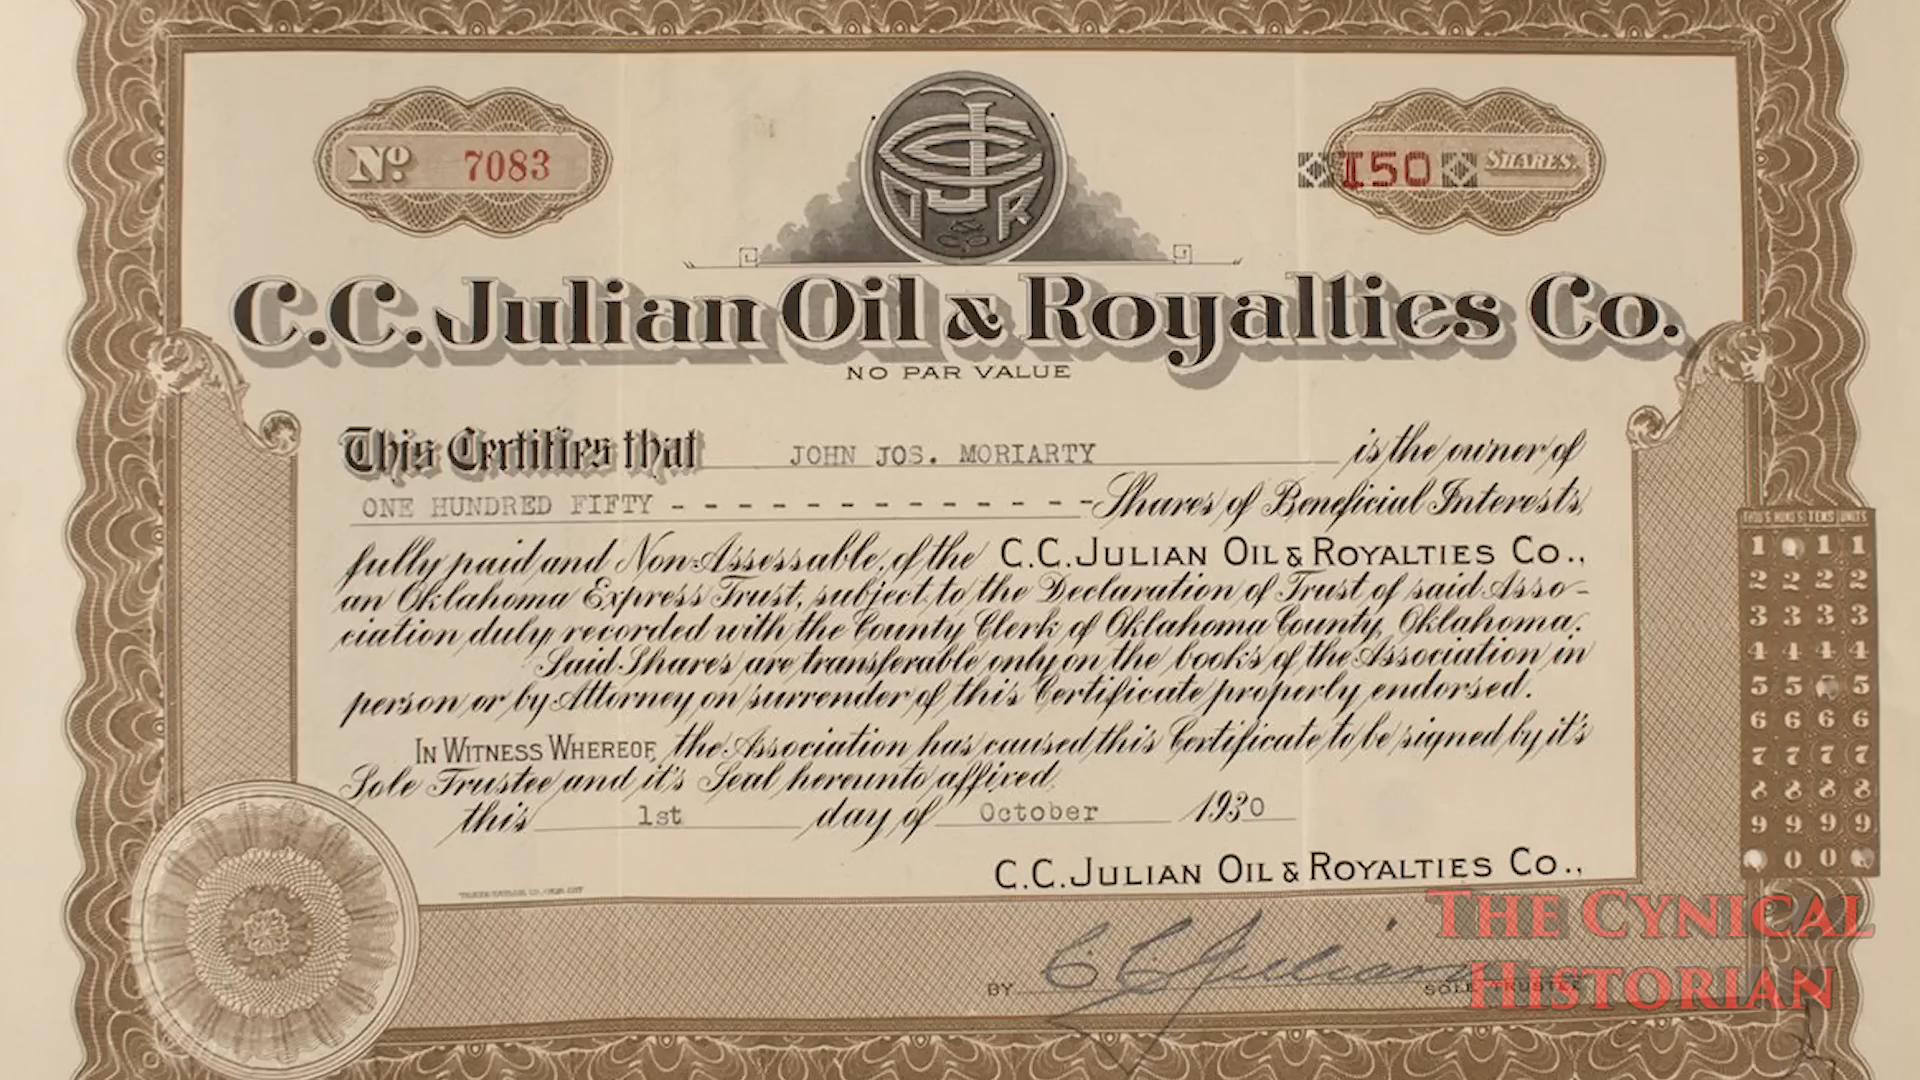 Nº 7083
150 SHARES.
C.C. Julian Oil & Royalties Co.
NO PAR VALUE
This Certifies that JOHN JOS. MORIARTY is the owner of
ONE HUNDRED FIFTY - - - - - - - - - - - - - Shares of Beneficial Interests,
fully paid and Non-Assessable, of the C.C. JULIAN OIL & ROYALTIES CO.,
an Oklahoma Express Trust, subject to the Declaration of Trust of said Asso-
ciation duly recorded with the County Clerk of Oklahoma County, Oklahoma.
Said Shares are transferable only on the books of the Association in
person or by Attorney on surrender of this Certificate properly endorsed.
IN WITNESS WHEREOF, the Association has caused this Certificate to be signed by it's
Sole Trustee and it's Seal hereunto affixed.
this 1st day of October 1930
C.C. JULIAN OIL & ROYALTIES CO.,
BY C C Julian SOLE TRUSTEE
THOU'S HUND'S TENS UNITS
1 1 1
2 2 2 2
3 3 3 3
4 4 4 4
5 5 5
6 6 6 6
7 7 7 7
8 8 8 8
9 9 9 9
0 0
THE CYNICAL
HISTORIAN